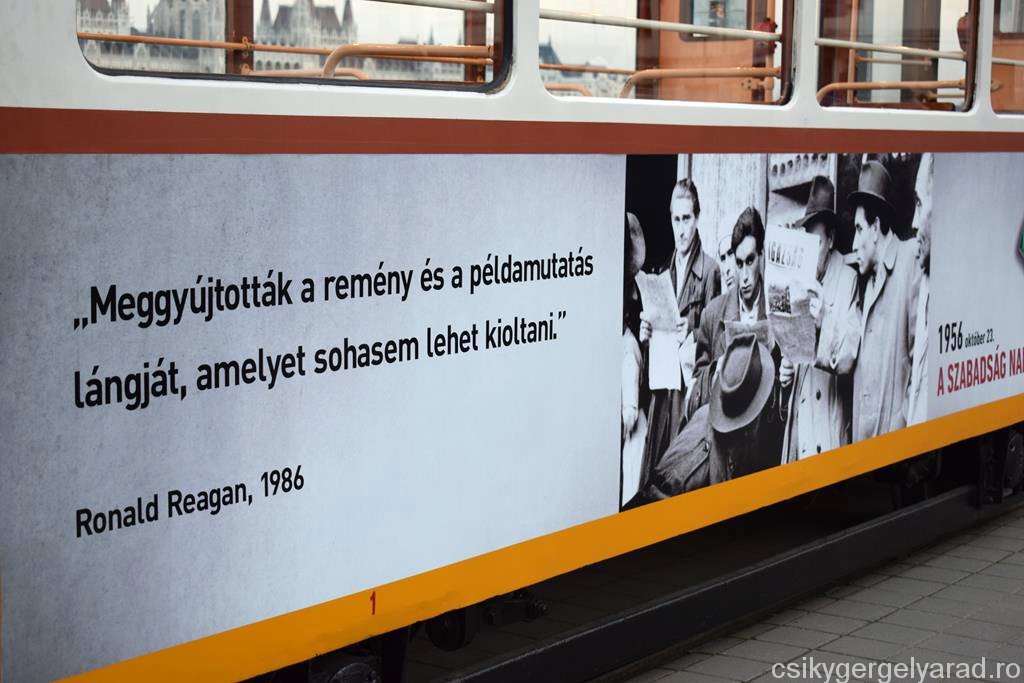 „Meggyújtották a remény és a példamutatás
lángját, amelyet sohasem lehet kioltani.”
Ronald Reagan, 1986
IGAZSÁG
1956 október 23.
A SZABADSÁG
1
csikygergelyarad.ro